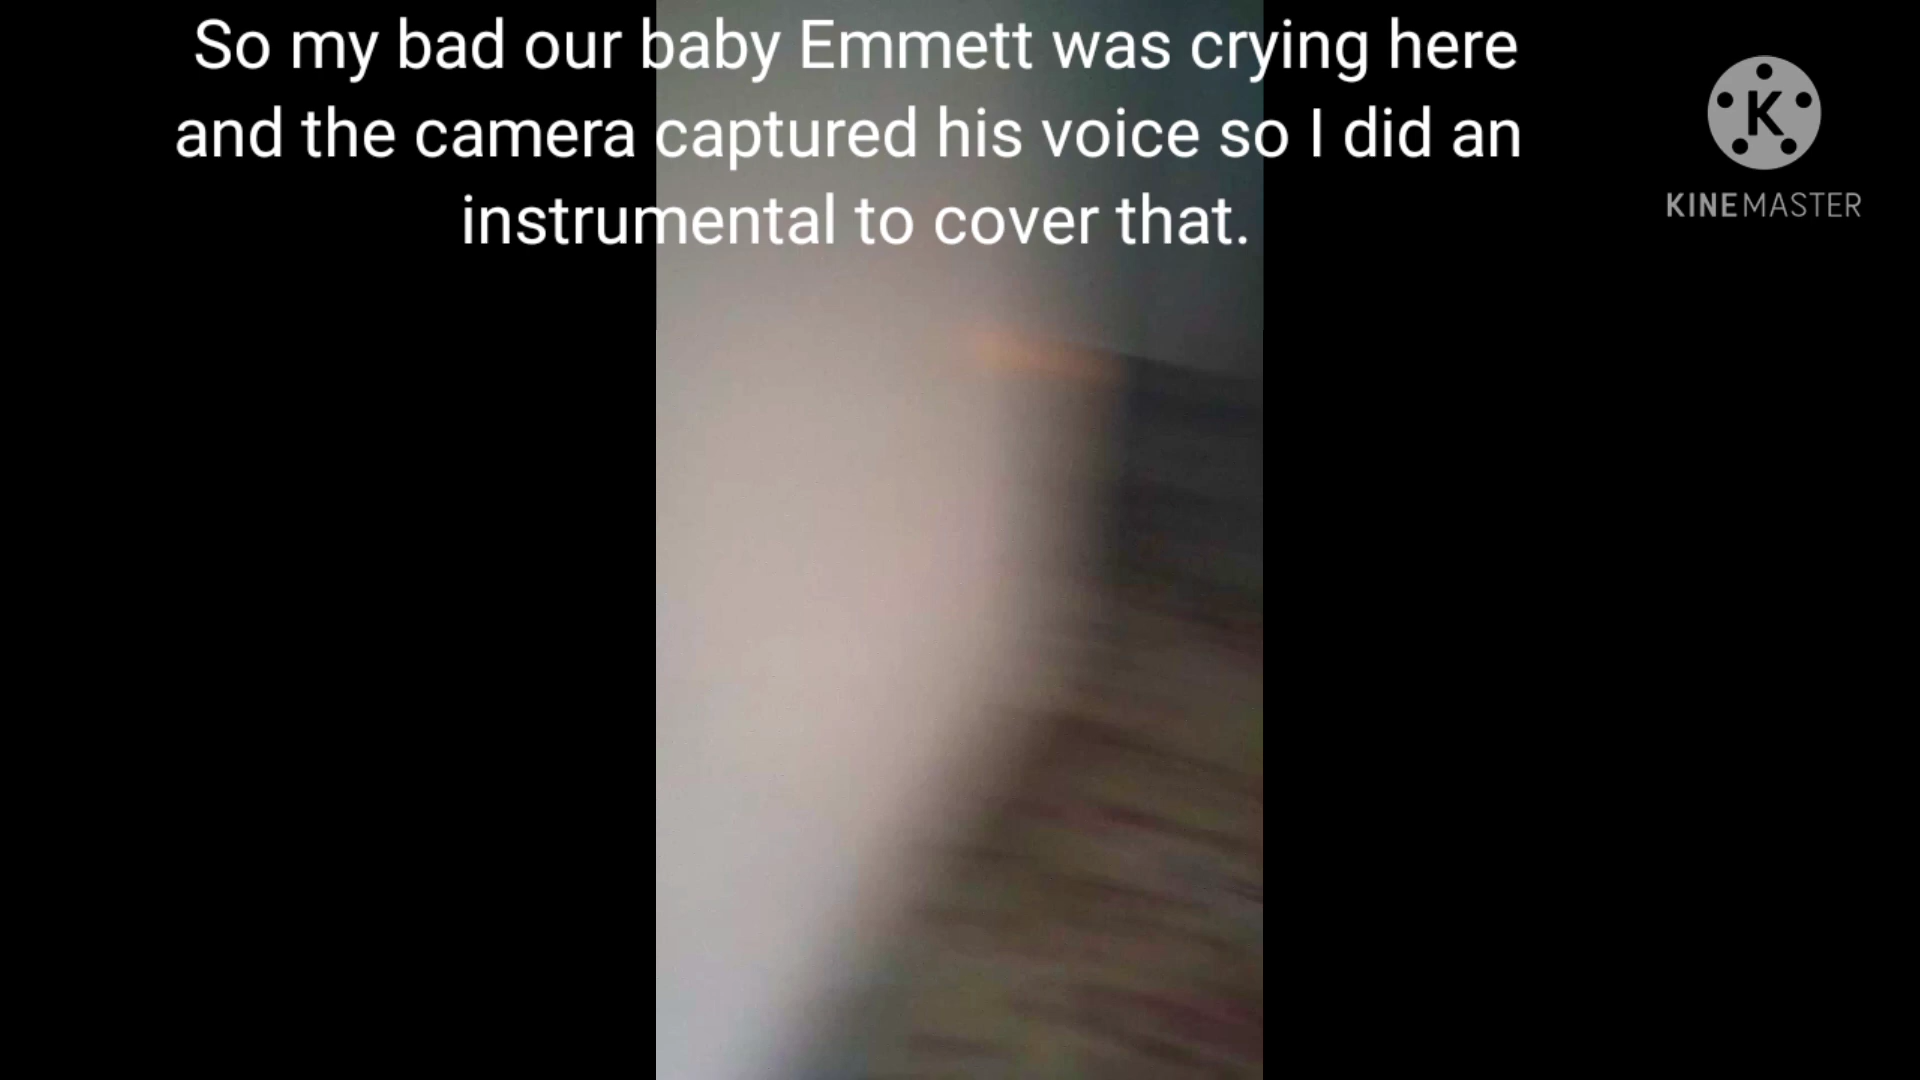 So my bad our baby Emmett was crying here
and the camera captured his voice so I did an
instrumental to cover that.
K
KINEMASTER